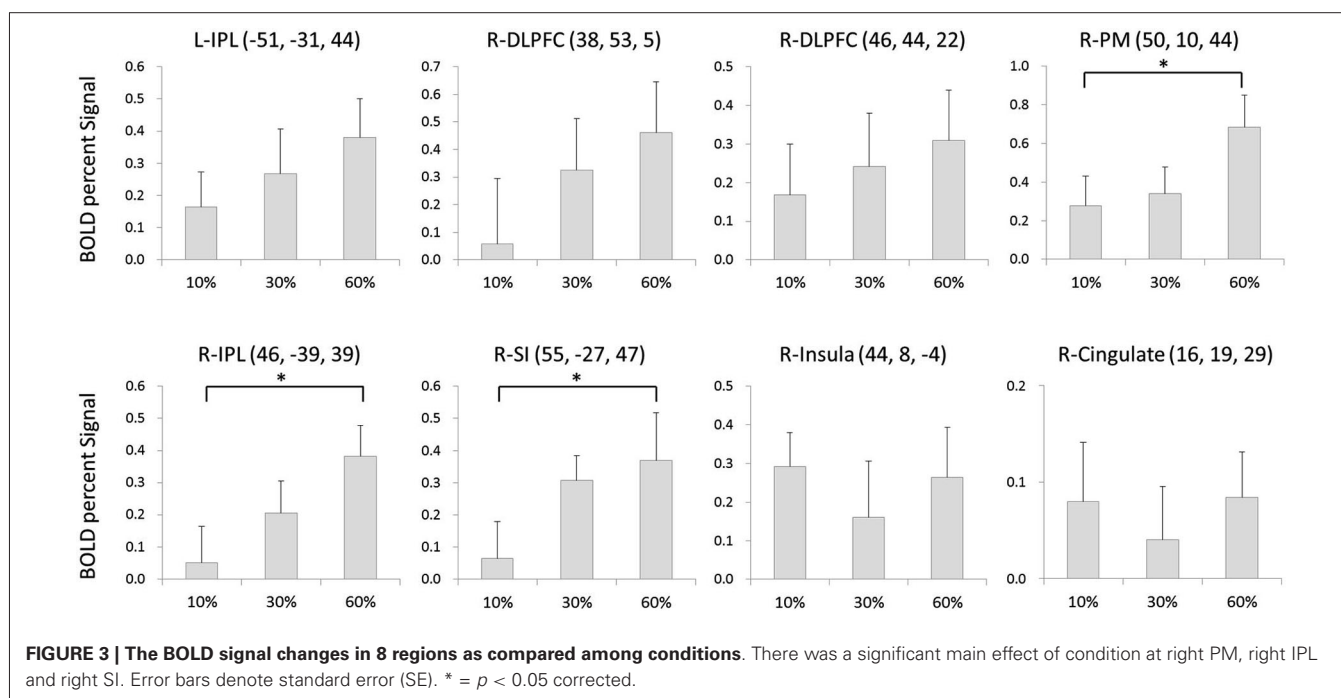 L-IPL (-51, -31, 44)
R-DLPFC (38, 53, 5)
R-DLPFC (46, 44, 22)
R-PM (50, 10, 44)
BOLD percent Signal
0.6
0.5
0.4
0.3
0.2
0.1
0.0
10% 30% 60%
0.7
0.6
0.5
0.4
0.3
0.2
0.1
0.0
10% 30% 60%
0.5
0.4
0.3
0.2
0.1
0.0
10% 30% 60%
1.0
0.8
0.6
0.4
0.2
0.0
*
10% 30% 60%
R-IPL (46, -39, 39)
R-SI (55, -27, 47)
R-Insula (44, 8, -4)
R-Cingulate (16, 19, 29)
BOLD percent Signal
0.6
0.5
0.4
0.3
0.2
0.1
0.0
*
10% 30% 60%
0.6
0.5
0.4
0.3
0.2
0.1
0.0
*
10% 30% 60%
0.5
0.4
0.3
0.2
0.1
0.0
10% 30% 60%
0.2
0.1
0.0
10% 30% 60%
FIGURE 3 | The BOLD signal changes in 8 regions as compared among conditions. There was a significant main effect of condition at right PM, right IPL
and right SI. Error bars denote standard error (SE). * = p < 0.05 corrected.